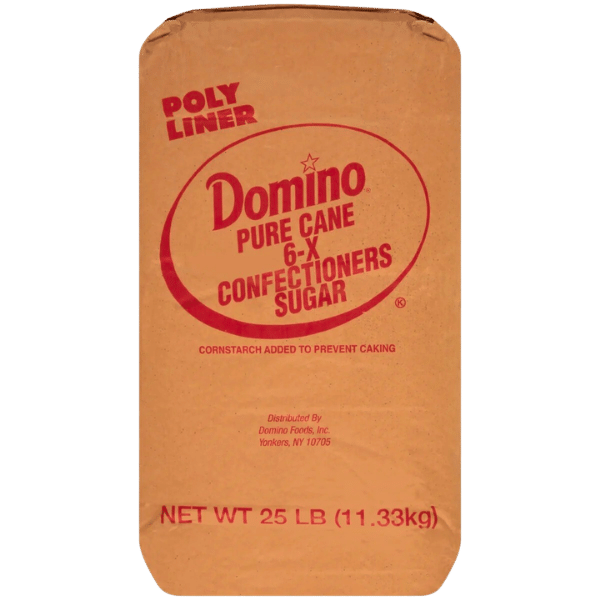 POLY
LINER
Domino®
PURE CANE
6-X
CONFECTIONERS
SUGAR
®
CORNSTARCH ADDED TO PREVENT CAKING
Distributed By
Domino Foods, Inc.
Yonkers, NY 10705
NET WT 25 LB (11.33kg)